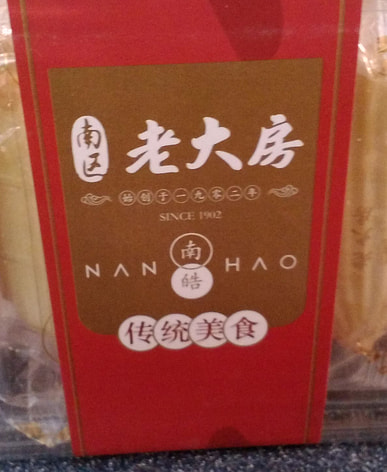 南区 老大房
始创于一九零二年
SINCE 1902
NAN 南皓 HAO
传统美食